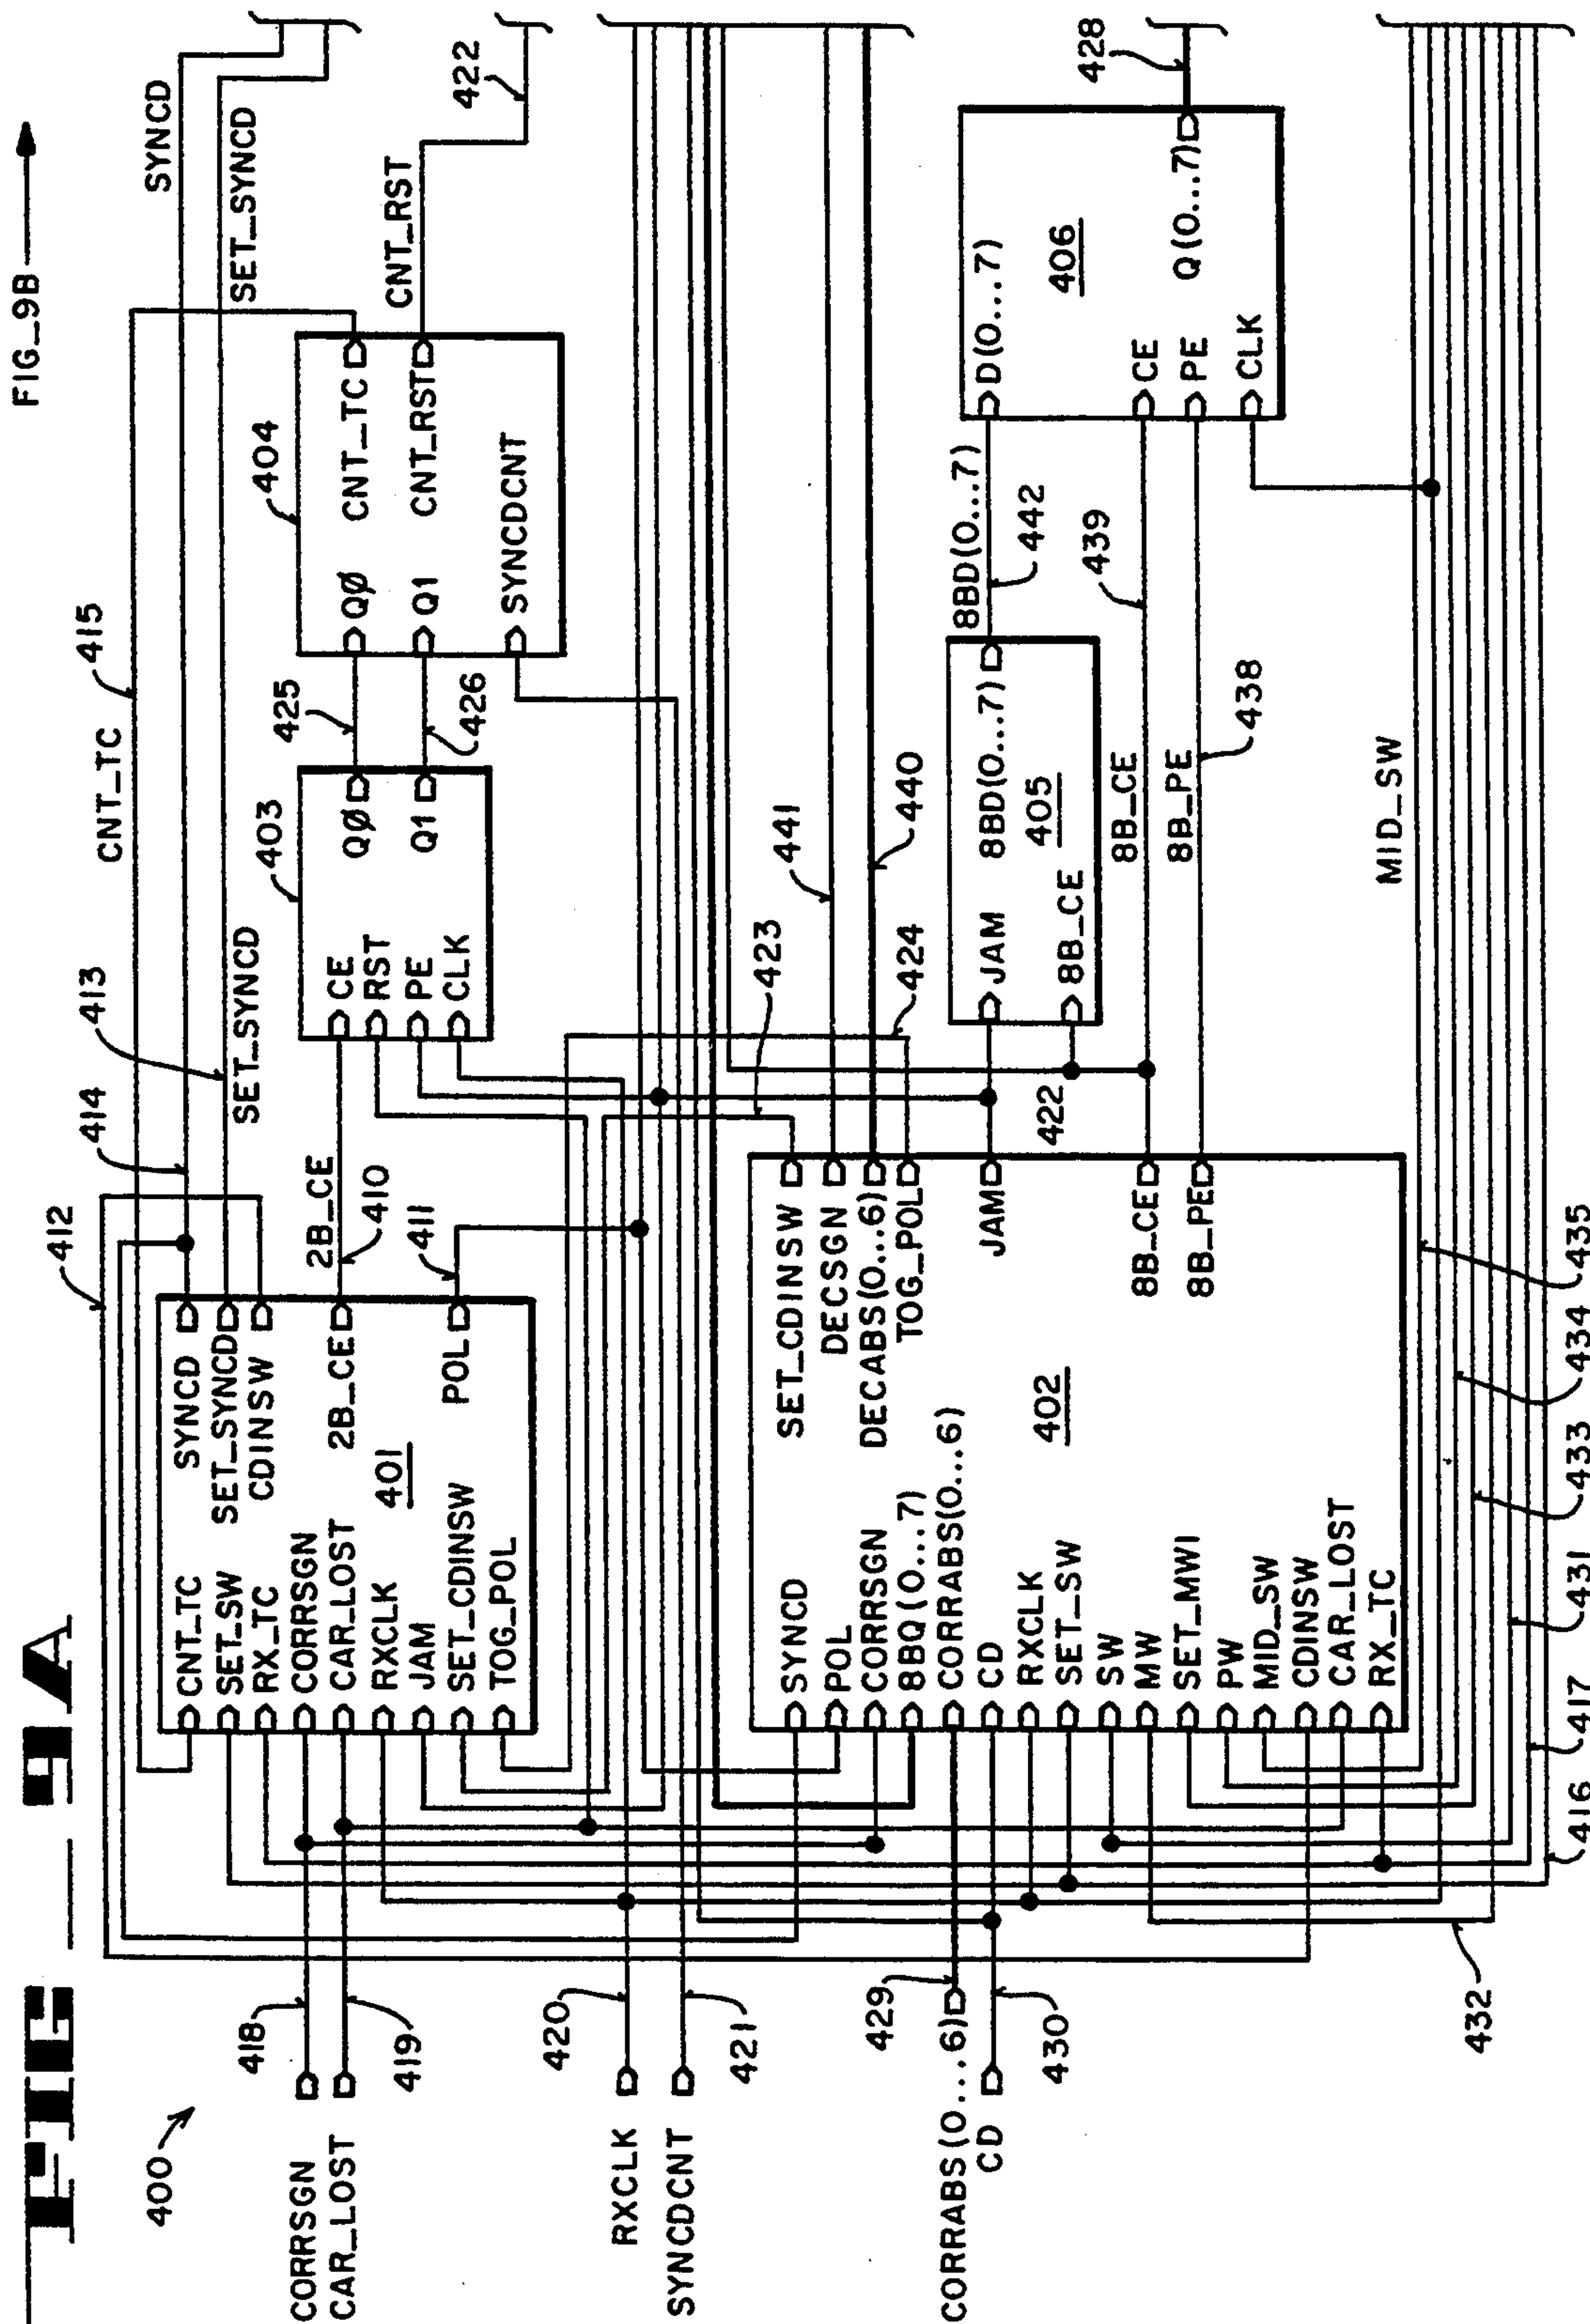 FIG_9A
FIG_9B
400
CORRSGN
CAR_LOST
418
419
RXCLK
SYNCDCNT
420
421
CORRABS(0...6)
CD
429
430
432
412
414
413
CNT_TC
415
SYNCD
SET_SYNCD
SET_SYNCD
CNT_TC
SET_SW
RX_TC
CORRSGN
CAR_LOST
RXCLK
JAM
SET_CDINSW
TOG_POL
SYNCD
SET_SYNCD
CDINSW
2B_CE
POL
401
2B_CE
410
411
CE
RST
PE
CLK
QØ
Q1
403
425
426
QØ
Q1
SYNCDCNT
CNT_TC
CNT_RST
404
CNT_RST
422
SYNCD
POL
CORRSGN
8BQ(0...7)
CORRABS(0...6)
CD
RXCLK
SET_SW
SW
MW
SET_MW1
PW
MID_SW
CDINSW
CAR_LOST
RX_TC
SET_CDINSW
DECSGN
DECABS(0...6)
TOG_POL
JAM
8B_CE
8B_PE
402
423
424
441
440
422
JAM
8BD(0...7)
405
8B_CE
8BD(0...7)
442
8B_CE
439
8B_PE
438
D(0...7)
406
CE
PE
CLK
Q(0...7)
428
MID_SW
416
417
431
433
434
435